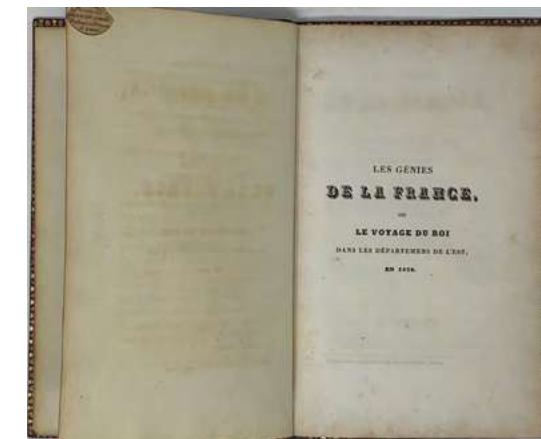 LES GÉNIES
DE LA FRANCE,
OU
LE VOYAGE DU ROI
DANS LES DÉPARTEMENS DE L'EST,
EN 1828.